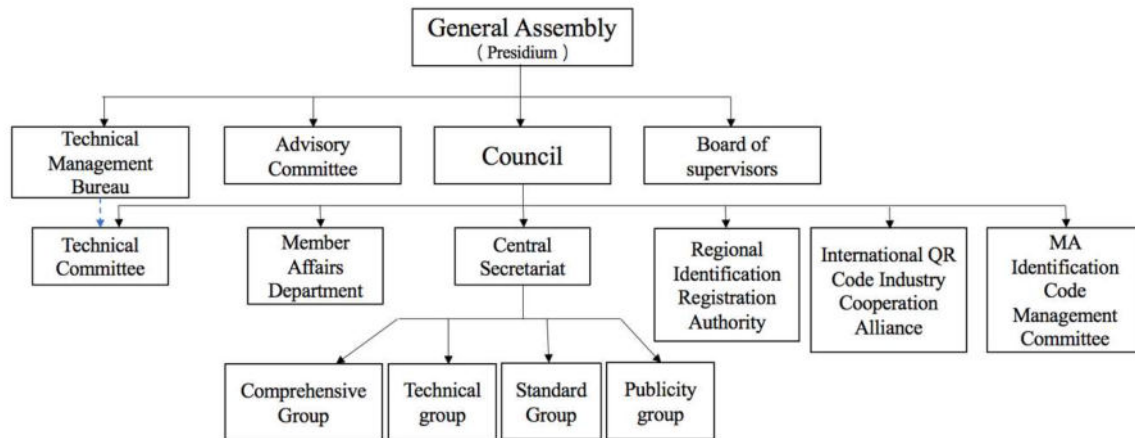 General Assembly
( Presidium )
Technical
Management
Bureau
Advisory
Committee
Council
Board of
supervisors
Technical
Committee
Member
Affairs
Department
Central
Secretariat
Regional
Identification
Registration
Authority
International QR
Code Industry
Cooperation
Alliance
MA
Identification
Code
Management
Committee
Comprehensive
Group
Technical
group
Standard
Group
Publicity
group